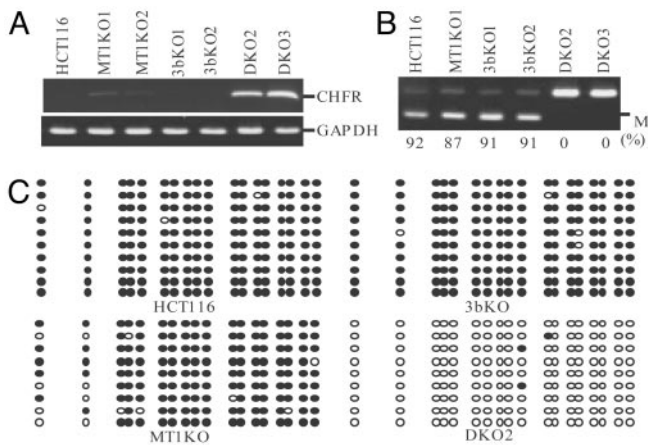 A
HCT116
MT1KO1
MT1KO2
3bKO1
3bKO2
DKO2
DKO3
CHFR
GAPDH
B
HCT116
MT1KO1
3bKO1
3bKO2
DKO2
DKO3
M
(%)
92 87 91 91 0 0
C
HCT116 3bKO
MT1KO DKO2